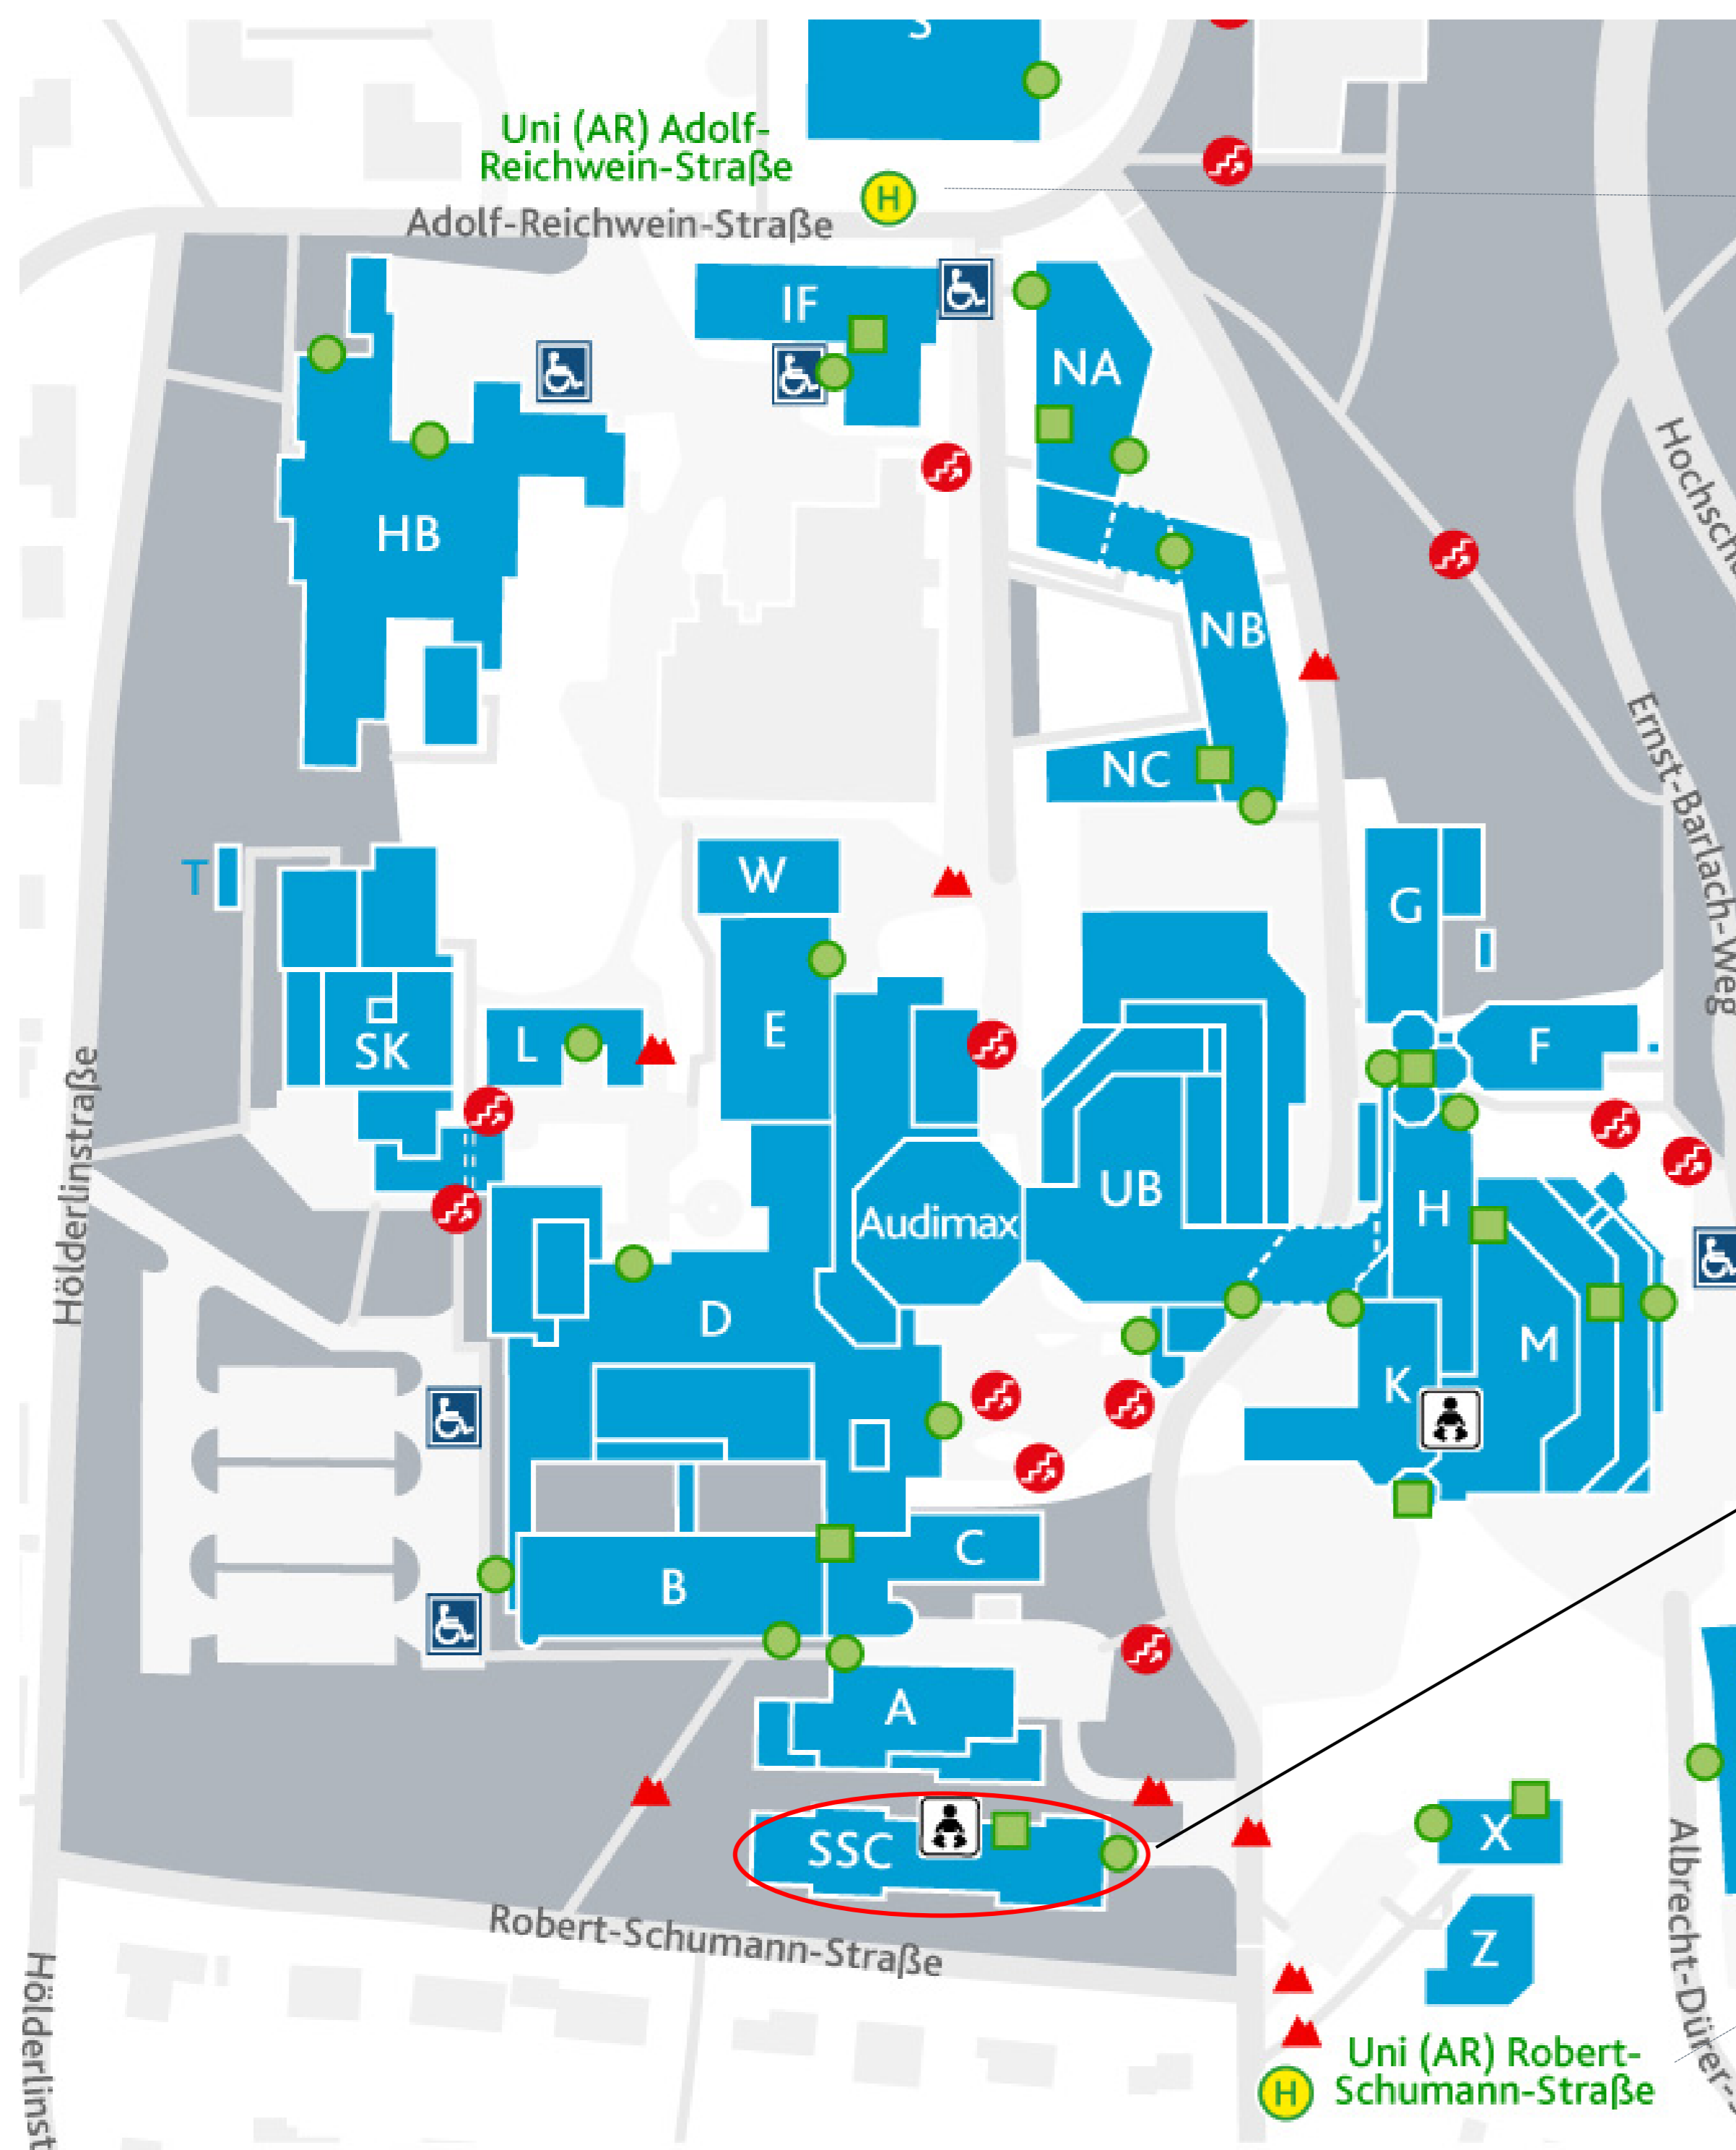 S
Uni (AR) Adolf-
Reichwein-Straße
H
Adolf-Reichwein-Straße
IF
NA
HB
NB
NC
Hochsch
Ernst-Barlach-Weg
T
W
G
E
SK
L
F
Hölderlinstraße
UB
Audimax
H
D
M
K
C
B
A
SSC
X
Albrecht-Dürer-S
Robert-Schumann-Straße
Z
Hölderlinst
Uni (AR) Robert-
Schumann-Straße
H